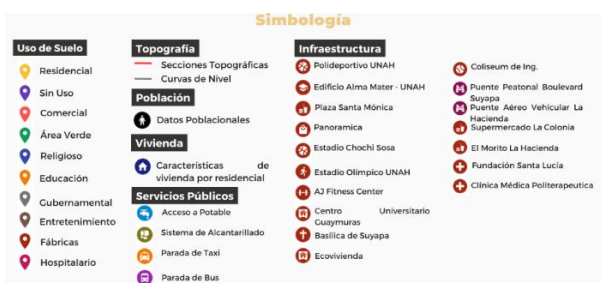 Simbología
Uso de Suelo
Residencial
Sin Uso
Comercial
Área Verde
Religioso
Educación
Gubernamental
Entretenimiento
Fábricas
Hospitalario
Topografía
Secciones Topográficas
Curvas de Nivel
Población
Datos Poblacionales
Vivienda
Características de
vivienda por residencial
Servicios Públicos
Acceso a Potable
Sistema de Alcantarillado
Parada de Taxi
Parada de Bus
Infraestructura
Polideportivo UNAH
Edificio Alma Mater - UNAH
Plaza Santa Mónica
Panoramica
Estadio Chochi Sosa
Estadio Olímpico UNAH
AJ Fitness Center
Centro Universitario
Guaymuras
Basílica de Suyapa
Ecovivienda
Coliseum de Ing.
Puente Peatonal Boulevard
Suyapa
Puente Aéreo Vehicular La
Hacienda
Supermercado La Colonia
El Morito La Hacienda
Fundación Santa Lucía
Clínica Médica Politerapeutica